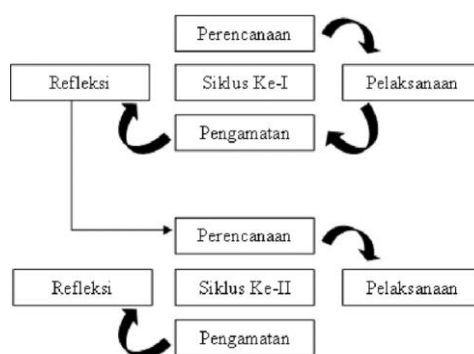 Perencanaan
Refleksi
Siklus Ke-I
Pelaksanaan
Pengamatan
Perencanaan
Refleksi
Siklus Ke-II
Pelaksanaan
Pengamatan